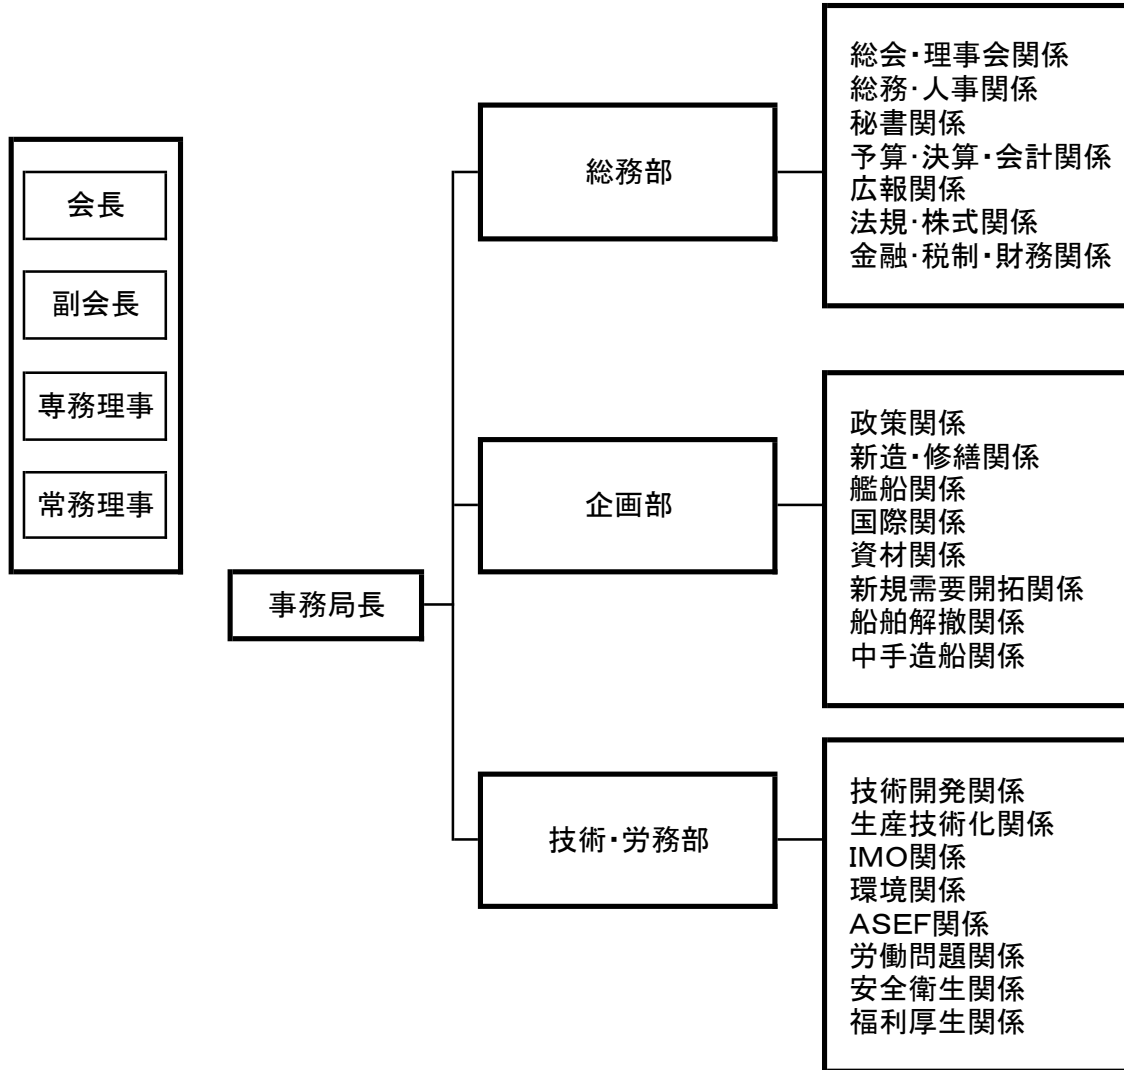 会長
副会長
専務理事
常務理事
事務局長
総務部
総会・理事会関係
総務・人事関係
秘書関係
予算・決算・会計関係
広報関係
法規・株式関係
金融・税制・財務関係
企画部
政策関係
新造・修繕関係
艦船関係
国際関係
資材関係
新規需要開拓関係
船舶解撤関係
中手造船関係
技術・労務部
技術開発関係
生産技術化関係
IMO関係
環境関係
ASEF関係
労働問題関係
安全衛生関係
福利厚生関係